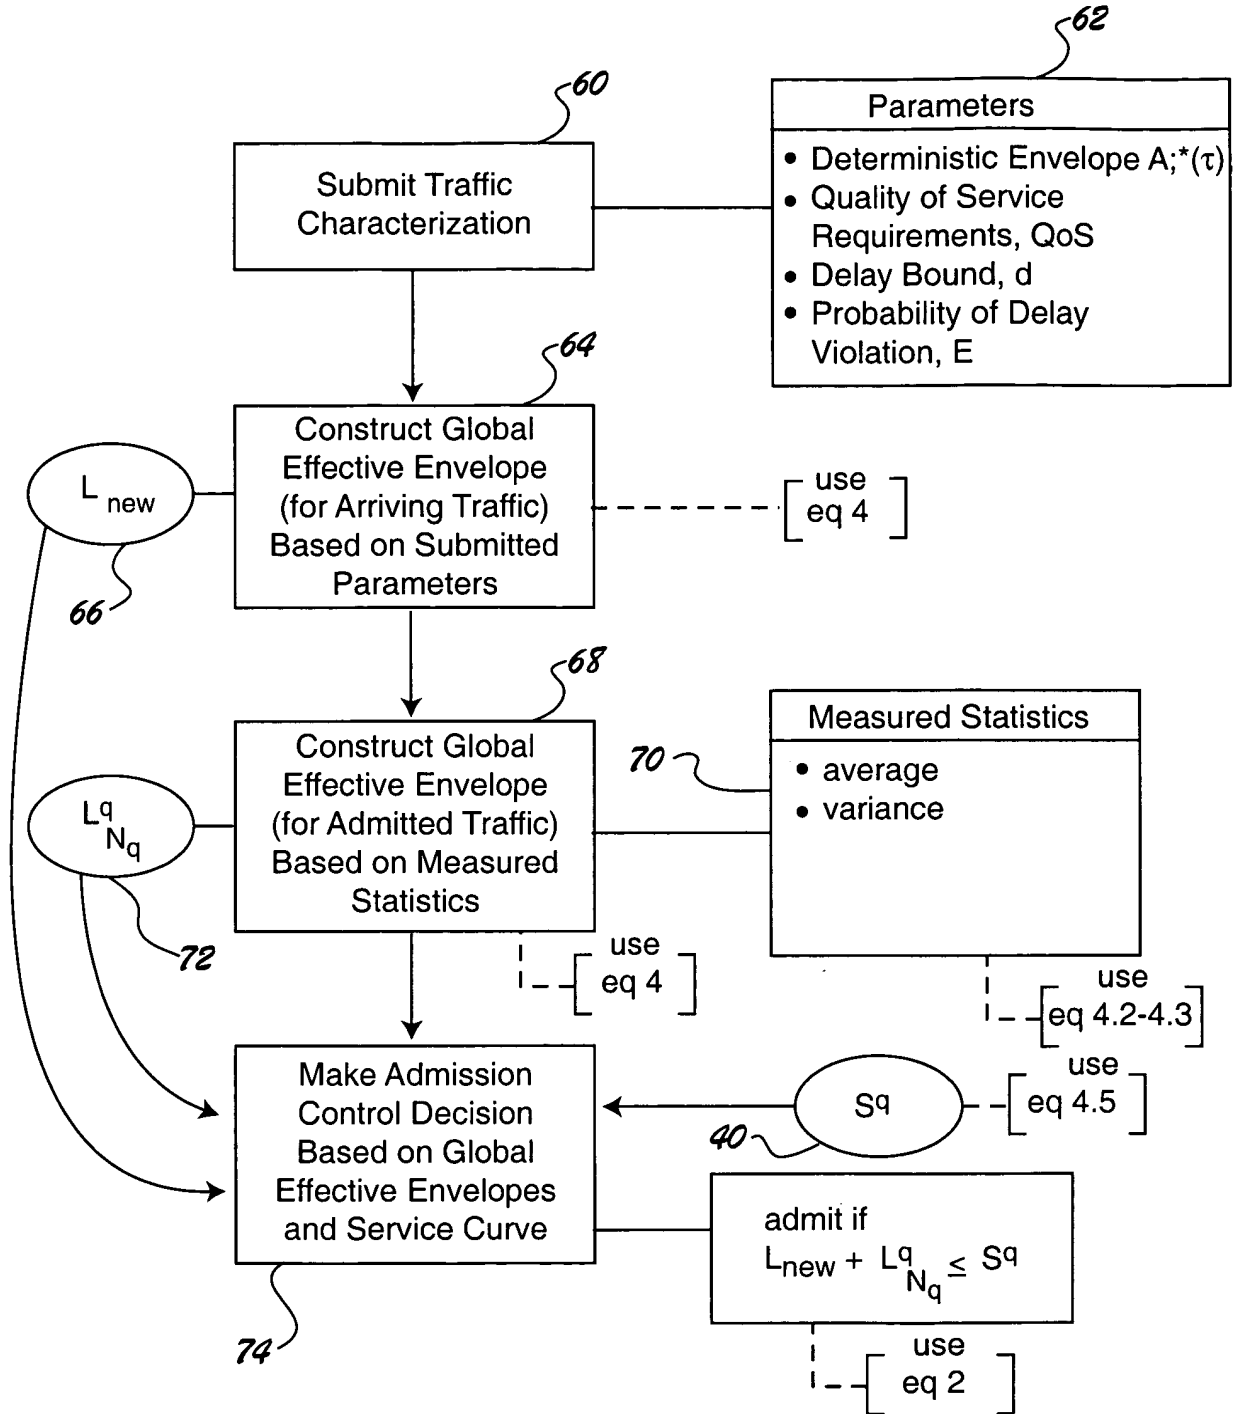 62
60
Parameters
Submit Traffic
Characterization
• Deterministic Envelope A;*(τ)
• Quality of Service
Requirements, QoS
• Delay Bound, d
• Probability of Delay
Violation, E
64
Construct Global
Effective Envelope
(for Arriving Traffic)
Based on Submitted
Parameters
L new
66
use
eq 4
68
Construct Global
Effective Envelope
(for Admitted Traffic)
Based on Measured
Statistics
70
Measured Statistics
• average
• variance
Lq Nq
72
use
eq 4
use
eq 4.2-4.3
Make Admission
Control Decision
Based on Global
Effective Envelopes
and Service Curve
Sq
40
use
eq 4.5
admit if
Lnew + Lq Nq ≤ Sq
74
use
eq 2